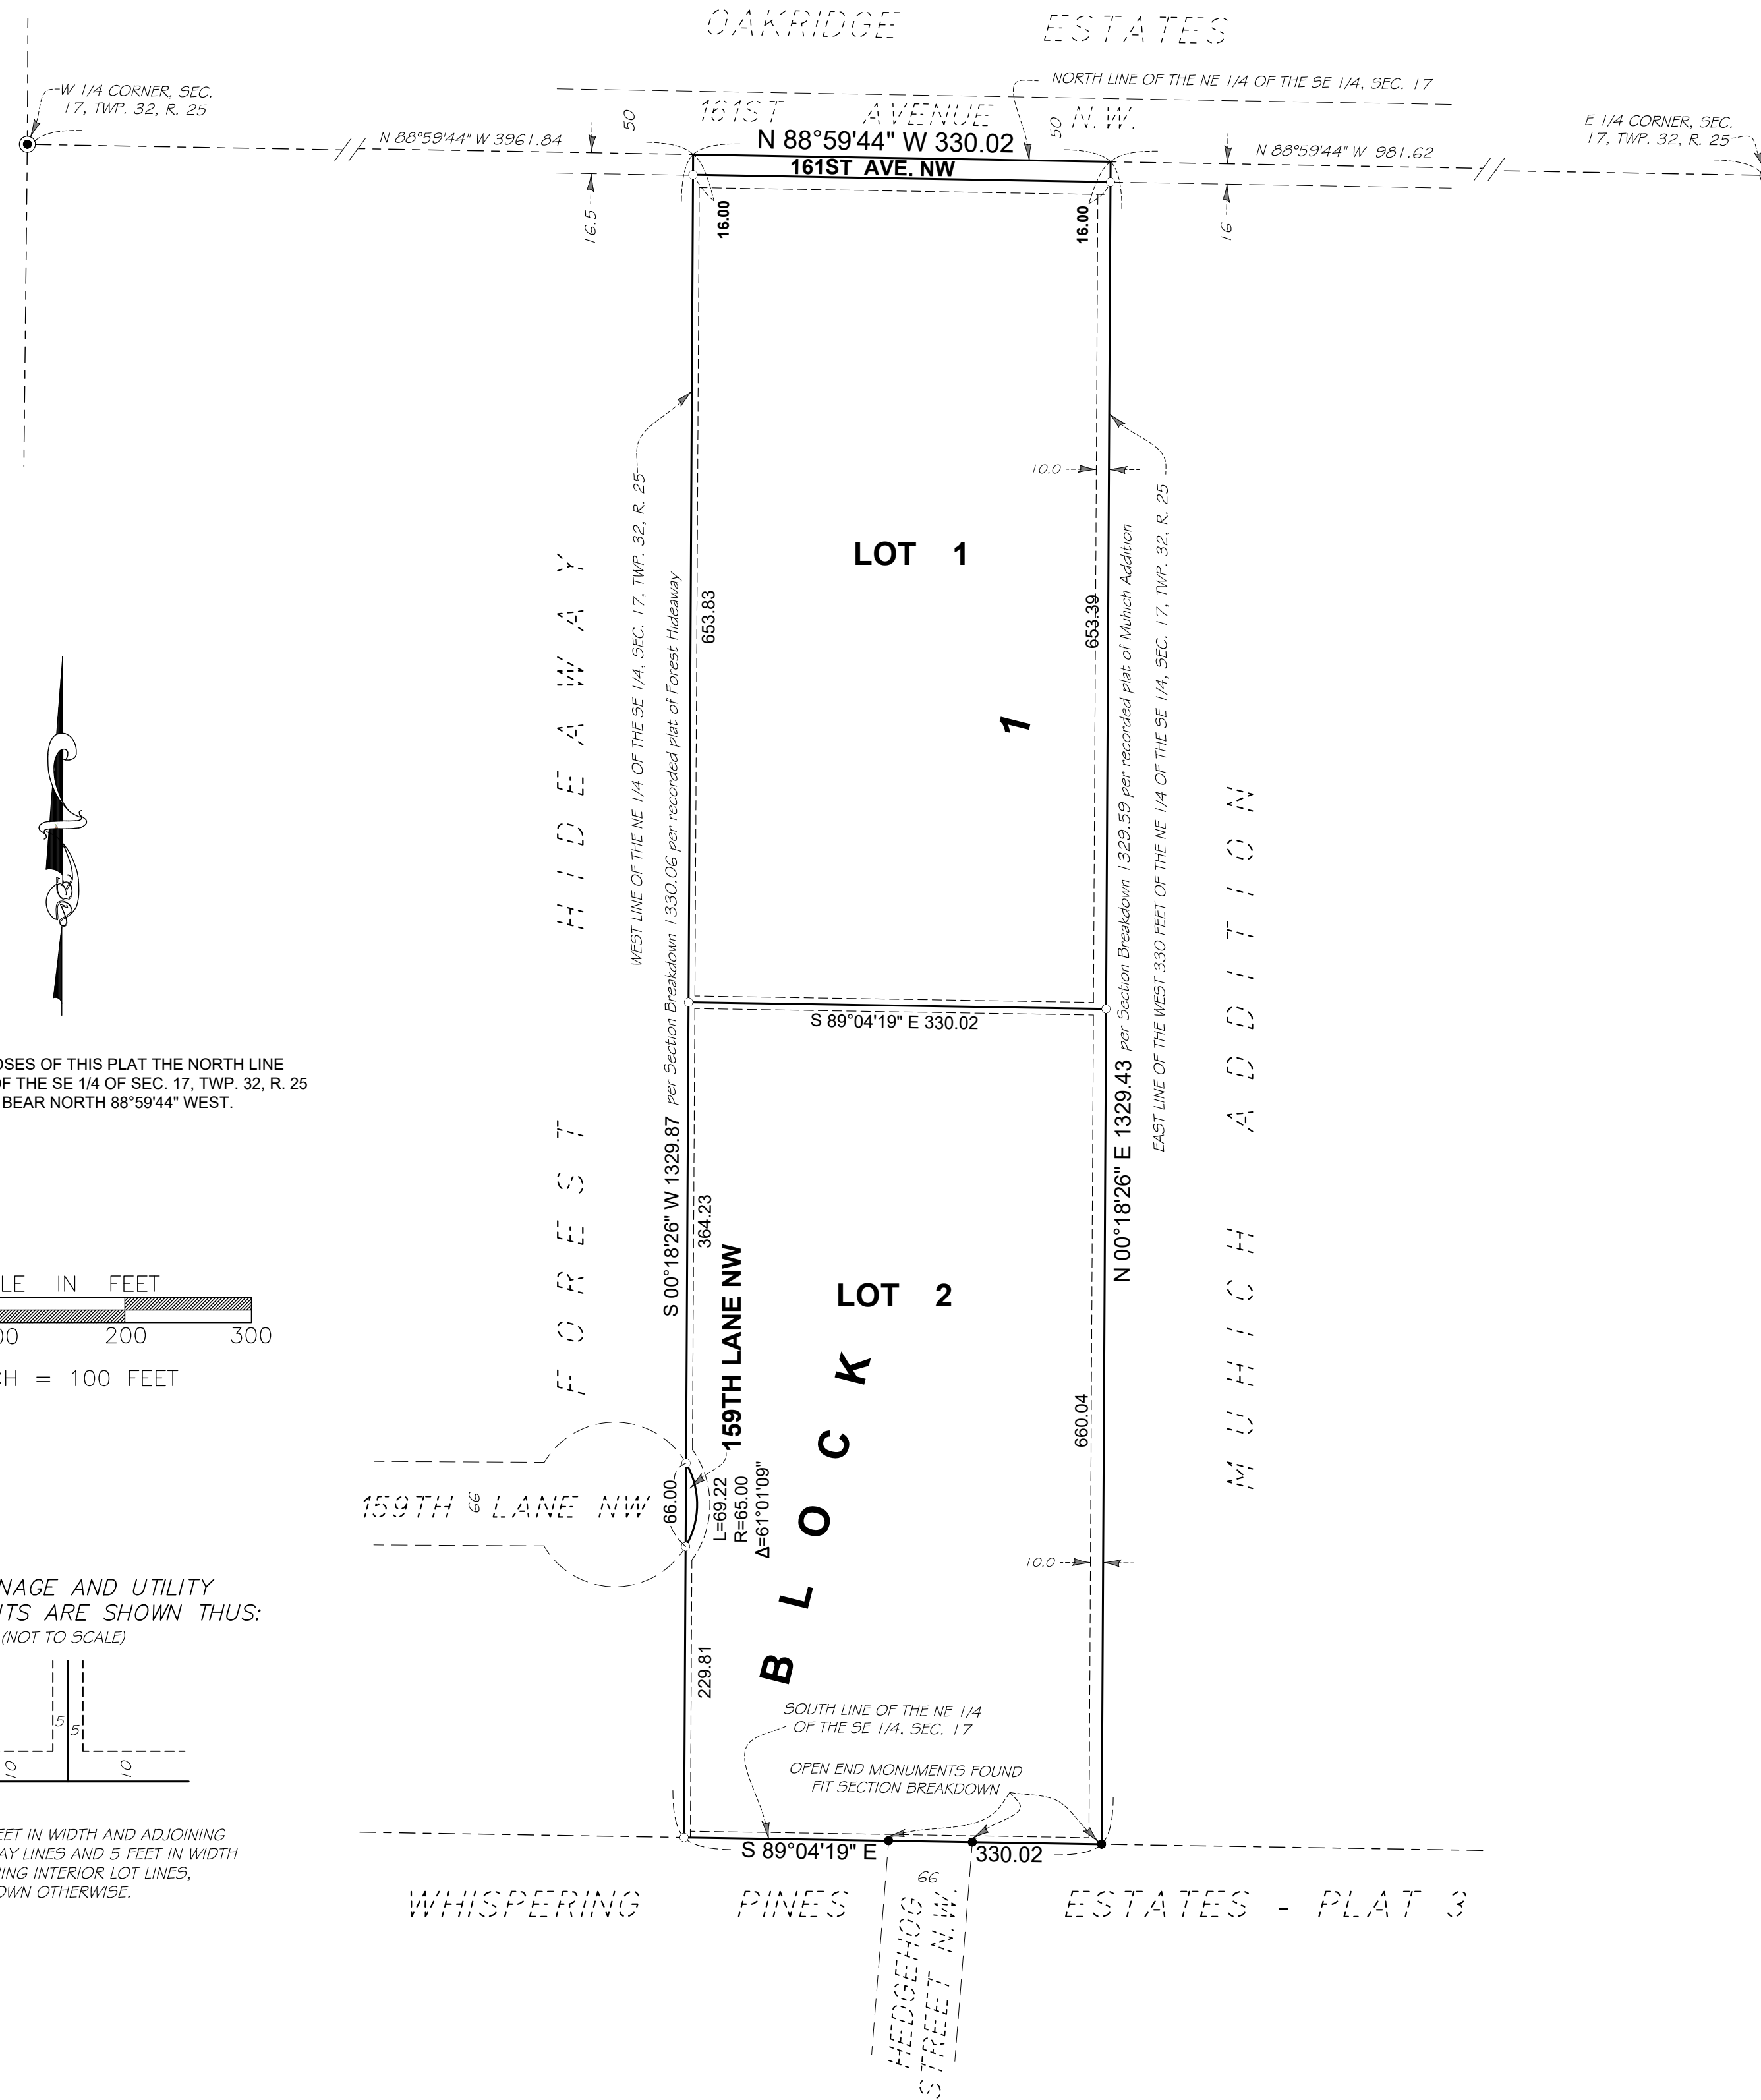 OAKRIDGE ESTATES
W 1/4 CORNER, SEC.
17, TWP. 32, R. 25
NORTH LINE OF THE NE 1/4 OF THE SE 1/4, SEC. 17
E 1/4 CORNER, SEC.
17, TWP. 32, R. 25
50
161ST AVENUE N.W.
50
N 88°59'44" W 3961.84
N 88°59'44" W 330.02
N 88°59'44" W 981.62
161ST AVE. NW
16.5
16.00
16.00
16
10.0
LOT 1
653.83
653.39
1
WEST LINE OF THE NE 1/4 OF THE SE 1/4, SEC. 17, TWP. 32, R. 25
S 00°18'26" W 1329.87 per Section Breakdown 1330.06 per recorded plat of Forest Hideaway
N 00°18'26" E 1329.43 per Section Breakdown 1329.59 per recorded plat of Muhich Addition
EAST LINE OF THE WEST 330 FEET OF THE NE 1/4 OF THE SE 1/4, SEC. 17, TWP. 32, R. 25
FOREST HIDEAWAY
MUHICH ADDITION
S 89°04'19" E 330.02
OSES OF THIS PLAT THE NORTH LINE
OF THE SE 1/4 OF SEC. 17, TWP. 32, R. 25
BEAR NORTH 88°59'44" WEST.
LE IN FEET
00 200 300
CH = 100 FEET
364.23
159TH LANE NW
LOT 2
BLOCK
660.04
66.00
L=69.22
R=65.00
Δ=61°01'09"
159TH 66 LANE NW
10.0
229.81
NAGE AND UTILITY
NTS ARE SHOWN THUS:
(NOT TO SCALE)
5 5
10 10
EET IN WIDTH AND ADJOINING
AY LINES AND 5 FEET IN WIDTH
NING INTERIOR LOT LINES,
OWN OTHERWISE.
SOUTH LINE OF THE NE 1/4
OF THE SE 1/4, SEC. 17
OPEN END MONUMENTS FOUND
FIT SECTION BREAKDOWN
S 89°04'19" E 330.02
66
WHISPERING PINES ESTATES - PLAT 3
HEDGEHOG
STREET N.W.